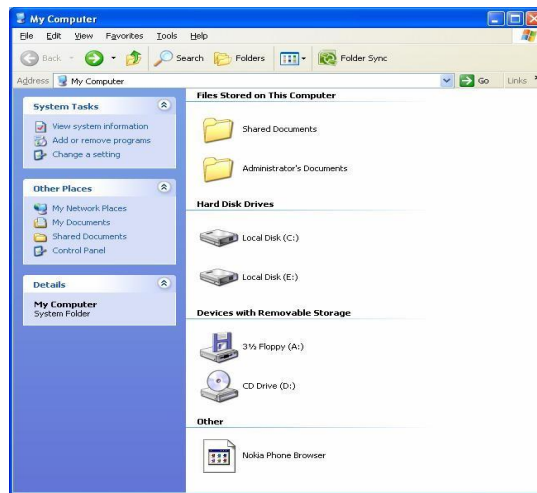 My Computer
File Edit View Favorites Tools Help
Back Search Folders Folder Sync
Address My Computer Go Links
System Tasks
View system information
Add or remove programs
Change a setting
Other Places
My Network Places
My Documents
Shared Documents
Control Panel
Details
My Computer
System Folder
Files Stored on This Computer
Shared Documents
Administrator's Documents
Hard Disk Drives
Local Disk (C:)
Local Disk (E:)
Devices with Removable Storage
3½ Floppy (A:)
CD Drive (D:)
Other
Nokia Phone Browser